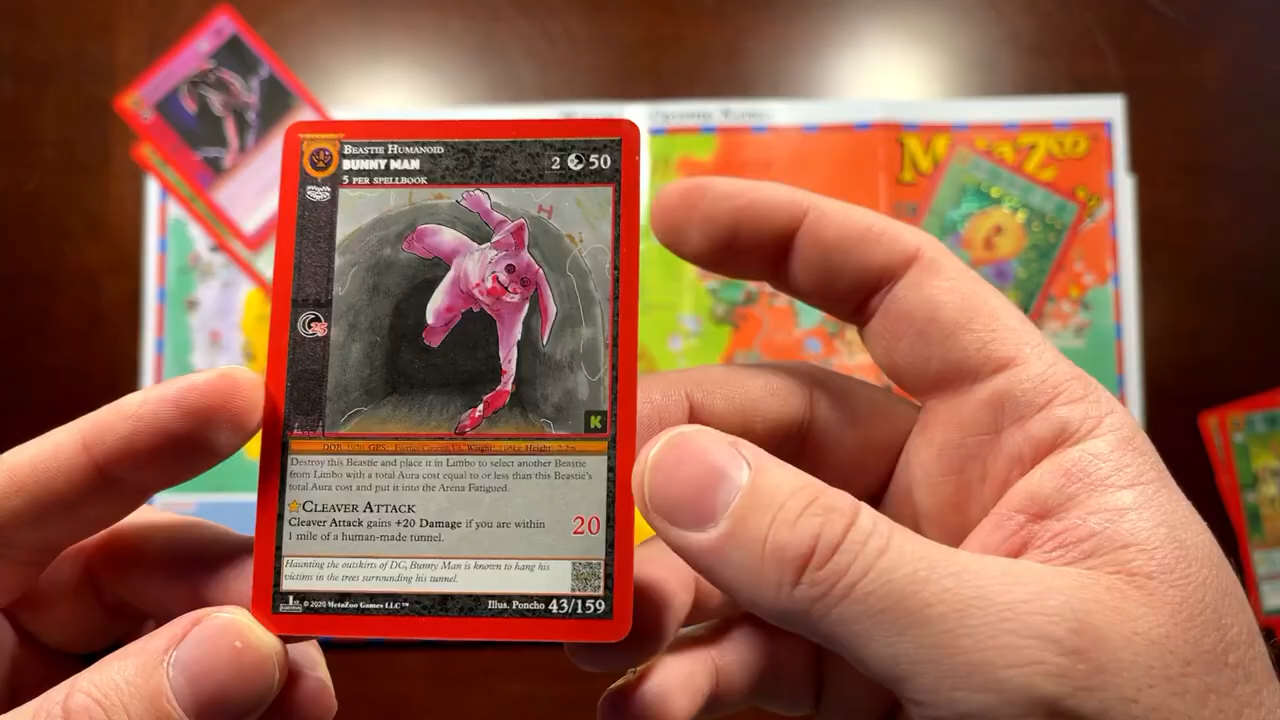 BEASTIE HUMANOID
BUNNY MAN
2 50
5 PER SPELLBOOK
25
K
Destroy this Beastie and place it in Limbo to select another Beastie
from Limbo with a total Aura cost equal to or less than this Beastie's
total Aura cost and put it into the Arena Fatigued.
CLEAVER ATTACK
Cleaver Attack gains +20 Damage if you are within
1 mile of a human-made tunnel.
20
Haunting the outskirts of DC, Bunny Man is known to hang his
victims in the trees surrounding his tunnel.
© 2020 MetaZoo Games LLC™
Illus. Poncho 43/159